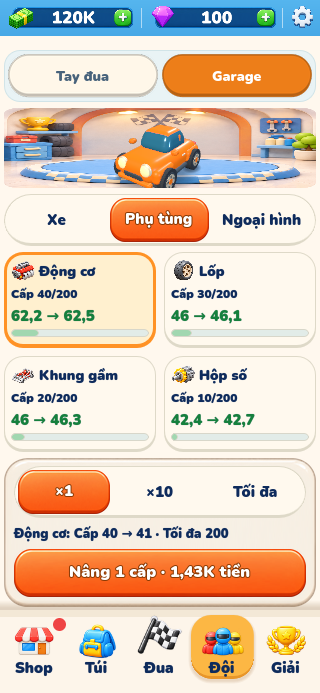 120K +
100 +
Tay đua
Garage
Xe
Phụ tùng
Ngoại hình
Động cơ
Cấp 40/200
62,2 → 62,5
Lốp
Cấp 30/200
46 → 46,1
Khung gầm
Cấp 20/200
46 → 46,3
Hộp số
Cấp 10/200
42,4 → 42,7
×1
×10
Tối đa
Động cơ: Cấp 40 → 41 · Tối đa 200
Nâng 1 cấp · 1,43K tiền
Shop
Túi
Đua
Đội
Giải